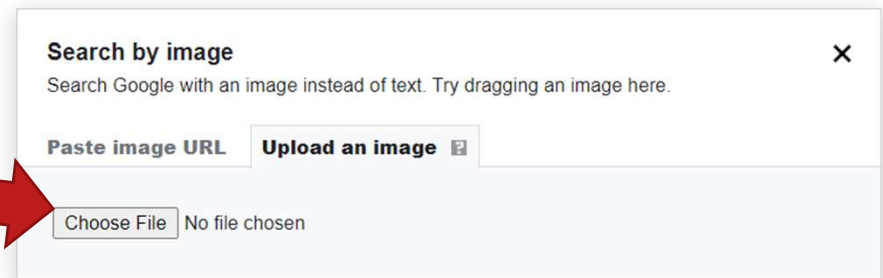 Search by image
Search Google with an image instead of text. Try dragging an image here.
Paste image URL Upload an image ?
Choose File No file chosen